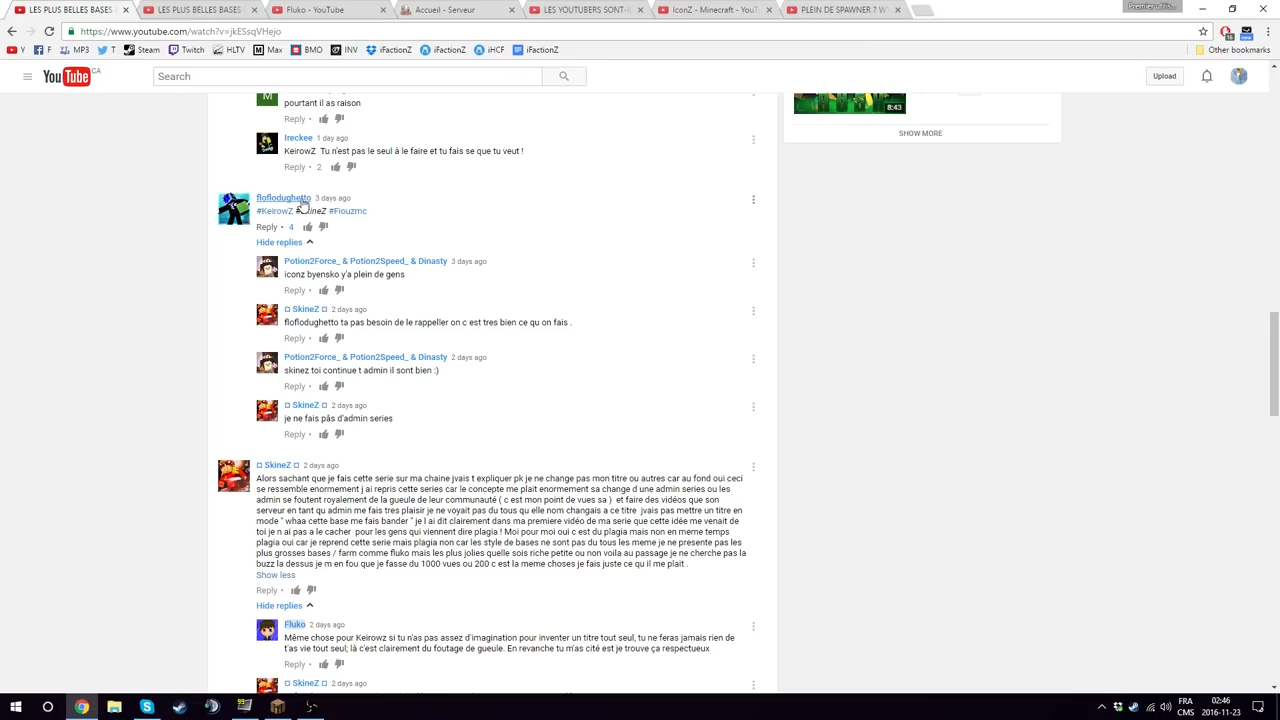 LES PLUS BELLES BASES
LES PLUS BELLES BASES
Fluko - YouTube
Accueil - Serveur
LES YOUTUBERS SONT-I
IconZ - Minecraft - YouT
PLEIN DE SPAWNER ? W
https://www.youtube.com/watch?v=jkESsqVHejo
Y F MP3 T Steam Twitch HLTV Max BMO INV iFactionZ iFactionZ iHCF iFactionZ Other bookmarks
YouTube CA
Search
Upload
pourtant il as raison
8:43
Reply •
SHOW MORE
Ireckee 1 day ago
KeirowZ Tu n'est pas le seul à le faire et tu fais se que tu veut !
Reply • 2
floflodughetto 3 days ago
#KeirowZ #SkineZ #Fiouzmc
Reply • 4
Hide replies
Potion2Force_ & Potion2Speed_ & Dinasty 3 days ago
iconz byensko y'a plein de gens
Reply •
¤ SkineZ ¤ 2 days ago
floflodughetto ta pas besoin de le rappeller on c est tres bien ce qu on fais .
Reply •
Potion2Force_ & Potion2Speed_ & Dinasty 2 days ago
skinez toi continue t admin il sont bien :)
Reply •
¤ SkineZ ¤ 2 days ago
je ne fais pâs d'admin series
Reply •
¤ SkineZ ¤ 2 days ago
Alors sachant que je fais cette serie sur ma chaine jvais t expliquer pk je ne change pas mon titre ou autres car au fond oui ceci
se ressemble enormement j ai repris cette series car le concepte me plait enormement sa change d une admin series ou les
admin se foutent royalement de la gueule de leur communauté ( c est mon point de vues sa ) et faire des vidéos que son
serveur en tant qu admin me fais tres plaisir je ne voyait pas du tous qu elle nom changais a ce titre jvais pas mettre un titre en
mode " whaa cette base me fais bander " je l ai dit clairement dans ma premiere vidéo de ma serie que cette idée me venait de
toi je n ai pas a le cacher pour les gens qui viennent dire plagia ! Moi pour moi oui c est du plagia mais non en meme temps
plagia oui car je reprend cette serie mais plagia non car les style de bases ne sont pas du tous les meme je ne presente pas les
plus grosses bases / farm comme fluko mais les plus jolies quelle sois riche petite ou non voila au passage je ne cherche pas la
buzz la dessus je m en fou que je fasse du 1000 vues ou 200 c est la meme choses je fais juste ce qu il me plait .
Show less
Reply •
Hide replies
Fluko 2 days ago
Même chose pour Keirowz si tu n'as pas assez d'imagination pour inventer un titre tout seul, tu ne feras jamais rien de
t'as vie tout seul; là c'est clairement du foutage de gueule. En revanche tu m'as cité est je trouve ça respectueux
Reply •
¤ SkineZ ¤ 2 days ago
FRA
CMS
02:46
2016-11-23